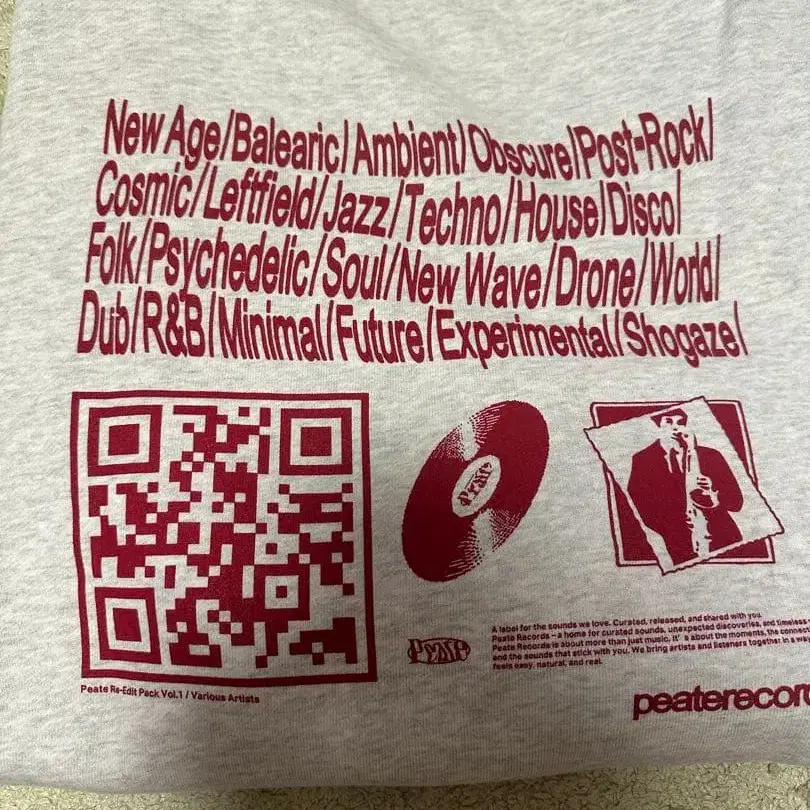 New Age/Balearic/Ambient/Obscure/Post-Rock/
Cosmic/Leftfield/Jazz/Techno/House/Disco/
Folk/Psychedelic/Soul/New Wave/Drone/World/
Dub/R&B/Minimal/Future/Experimental/Shogaze/
Peate
Peate Re-Edit Pack Vol.1 / Various Artists
Peate
A label for the sounds we love. Curated, released, and shared with you
Peate Records – a home for curated sounds, unexpected discoveries, and timeless
Peate Records is about more than just music. It's about the moments, the
and the sounds that stick with you. We bring artists and listeners together in a
feels easy, natural, and real.
peaterecor